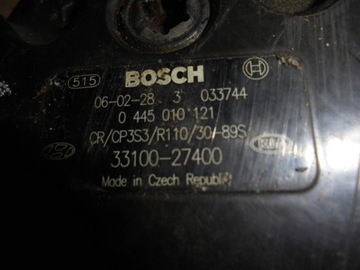 515 BOSCH
06-02-28 3 033744
0 445 010 121
CR/CP3S3/R110/30-89S
33100-27400
Made in Czech Republic